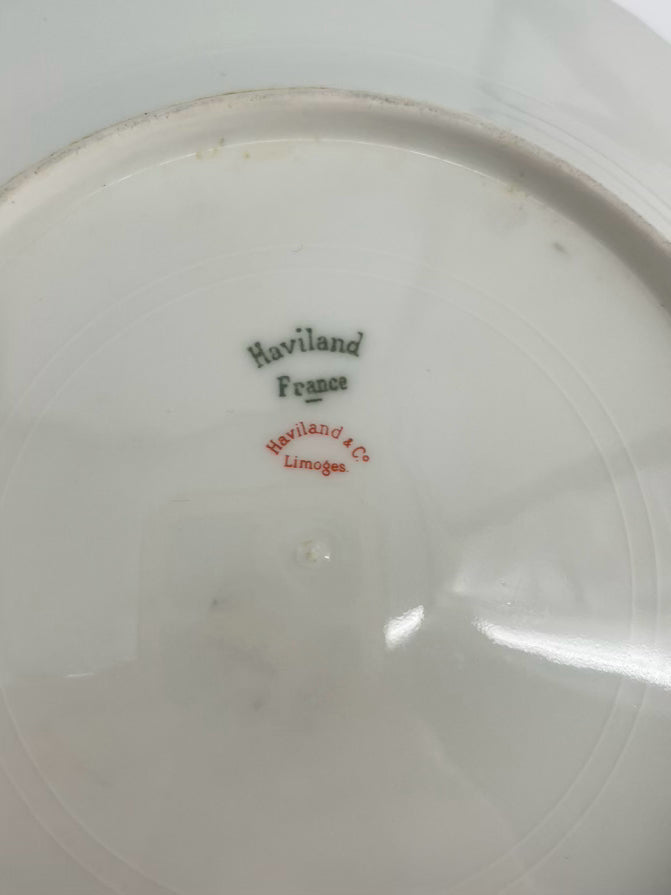 Haviland
France
Haviland & Co
Limoges.